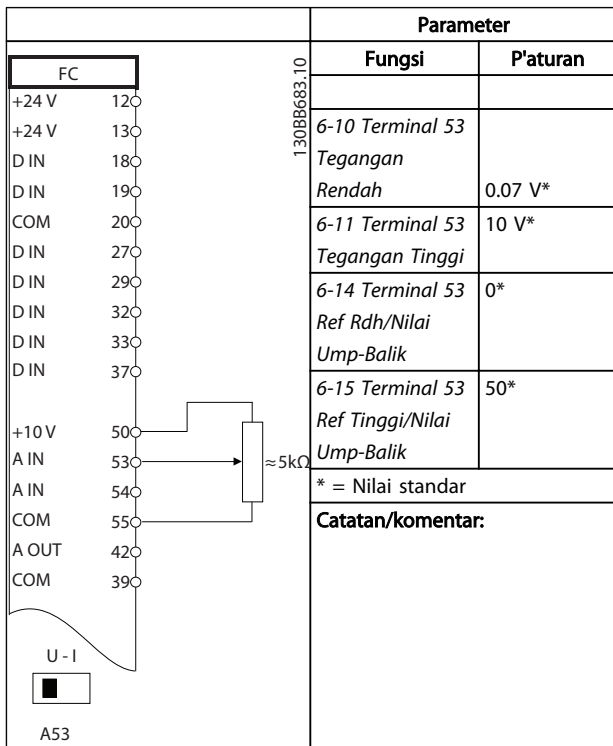 Parameter
Fungsi P'aturan
6-10 Terminal 53
Tegangan
Rendah 0.07 V*
6-11 Terminal 53 10 V*
Tegangan Tinggi
6-14 Terminal 53 0*
Ref Rdh/Nilai
Ump-Balik
6-15 Terminal 53 50*
Ref Tinggi/Nilai
Ump-Balik
* = Nilai standar
Catatan/komentar:
130BB683.10
FC
+24 V 12
+24 V 13
D IN 18
D IN 19
COM 20
D IN 27
D IN 29
D IN 32
D IN 33
D IN 37
+10 V 50
A IN 53
≈5kΩ
A IN 54
COM 55
A OUT 42
COM 39
U - I
A53